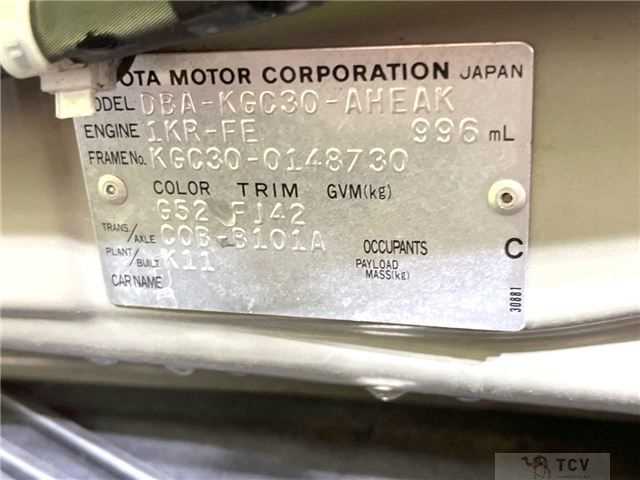 OTA MOTOR CORPORATION JAPAN
MODEL DBA-KGC30-AHEAK
ENGINE 1KR-FE 996 mL
FRAME No. KGC30-0148730
COLOR TRIM GVM(kg)
G52 FJ42
TRANS/AXLE C0B-B101A OCCUPANTS C
PLANT/BUILT K11 PAYLOAD MASS(kg)
CAR NAME
30881
TCV